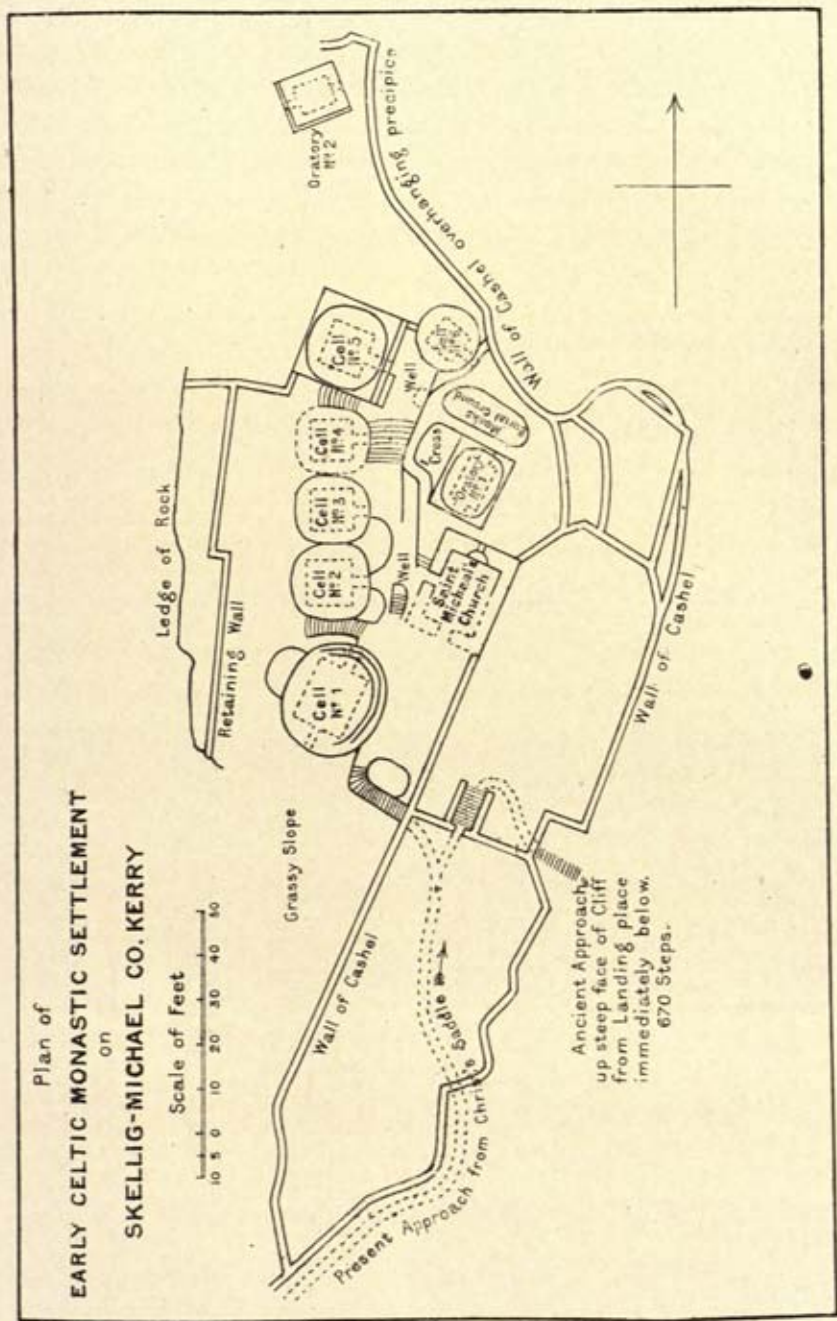 Plan of
EARLY CELTIC MONASTIC SETTLEMENT
on
SKELLIG-MICHAEL CO. KERRY
Scale of Feet
10 5 0 10 20 30 40 50
Ledge of Rock
Retaining Wall
Grassy Slope
Cell
Nº 1
Cell
Nº 2
Cell
Nº 3
Cell
Nº 4
Cell
Nº 5
Cell
Well
Well
Oratory
Nº 2
Wall of Cashel overhanging precipice
Monks
Burial Ground
Cross
Oratory
Saint
Micheal's
Church
Wall of Cashel
Wall of Cashel
Present Approach from Christ's Saddle
Ancient Approach
up steep face of Cliff
from Landing place
immediately below.
670 Steps.